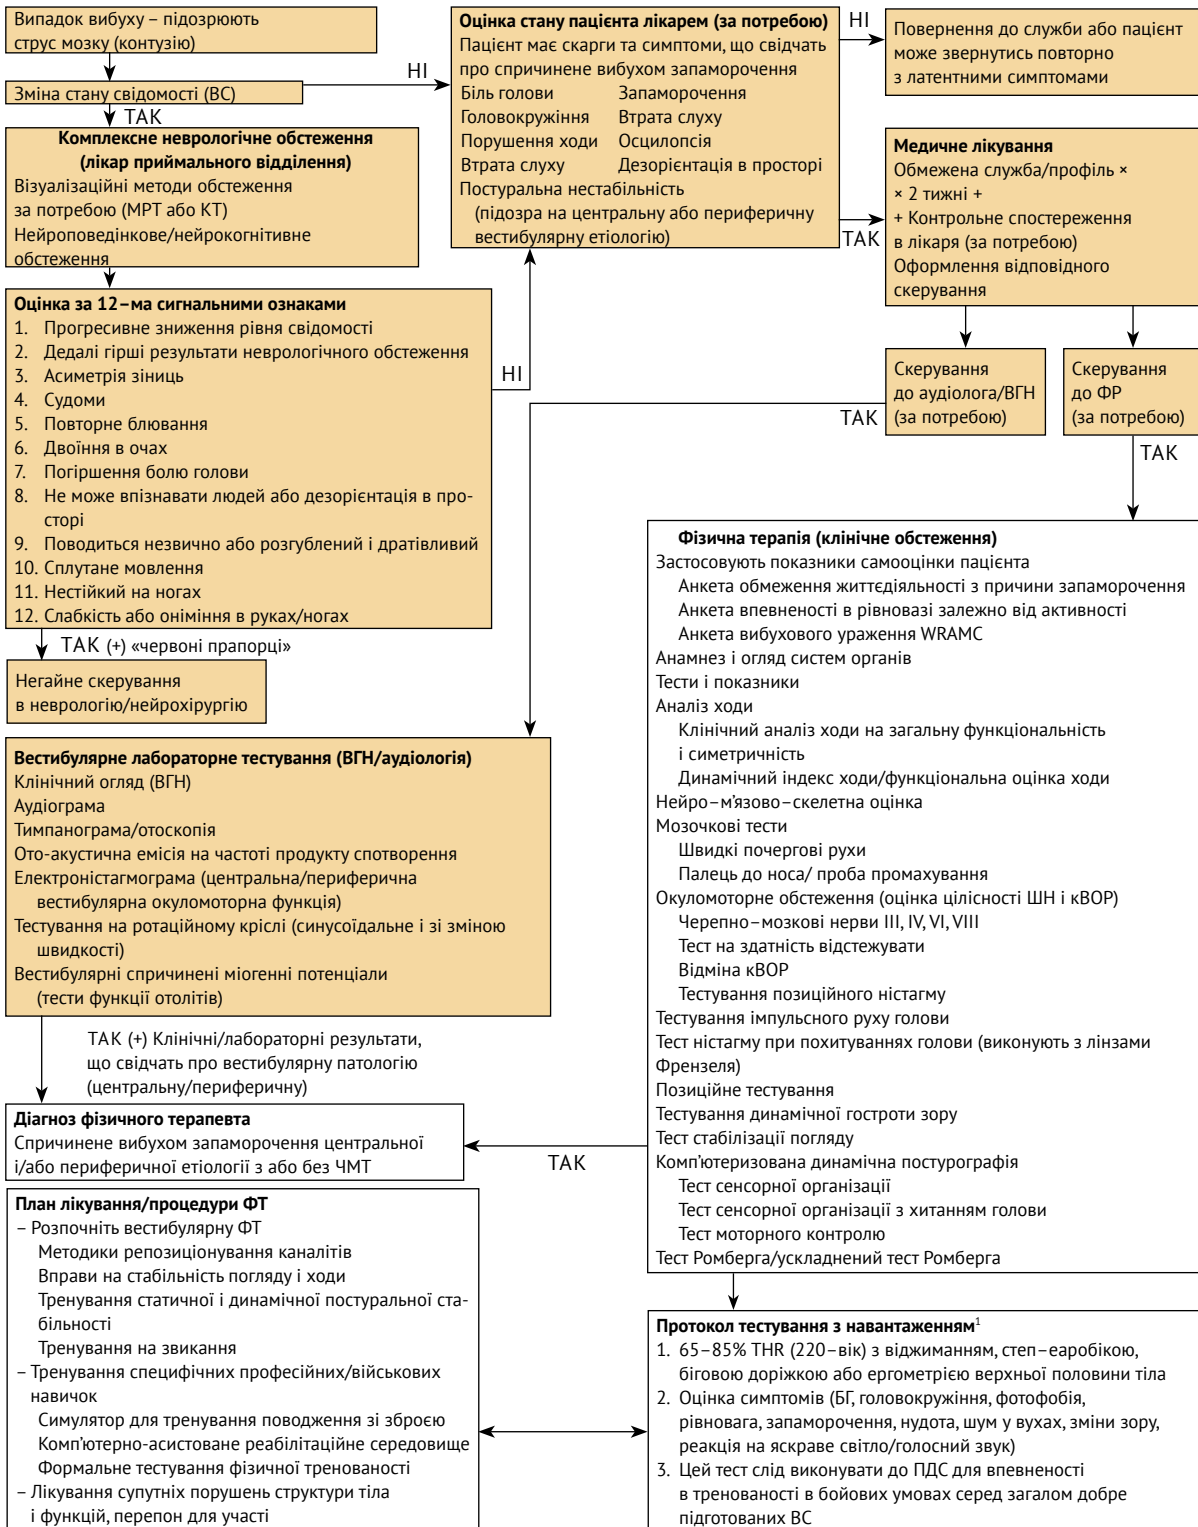 Випадок вибуху – підозрюють
струс мозку (контузію)
Зміна стану свідомості (ВС)
НІ
ТАК
Комплексне неврологічне обстеження
(лікар приймального відділення)
Візуалізаційні методи обстеження
за потребою (МРТ або КТ)
Нейроповедінкове/нейрокогнітивне
обстеження
Оцінка за 12–ма сигнальними ознаками
1. Прогресивне зниження рівня свідомості
2. Дедалі гірші результати неврологічного обстеження
3. Асиметрія зіниць
4. Судоми
5. Повторне блювання
6. Двоїння в очах
7. Погіршення болю голови
8. Не може впізнавати людей або дезорієнтація в про-
сторі
9. Поводиться незвично або розгублений і дратівливий
10. Сплутане мовлення
11. Нестійкий на ногах
12. Слабкість або оніміння в руках/ногах
НІ
ТАК (+) «червоні прапорці»
Негайне скерування
в неврологію/нейрохірургію
Оцінка стану пацієнта лікарем (за потребою)
Пацієнт має скарги та симптоми, що свідчать
про спричинене вибухом запаморочення
Біль голови Запаморочення
Головокружіння Втрата слуху
Порушення ходи Осцилопсія
Втрата слуху Дезорієнтація в просторі
Постуральна нестабільність
(підозра на центральну або периферичну
вестибулярну етіологію)
НІ
Повернення до служби або пацієнт
може звернутись повторно
з латентними симптомами
ТАК
Медичне лікування
Обмежена служба/профіль ×
× 2 тижні +
+ Контрольне спостереження
в лікаря (за потребою)
Оформлення відповідного
скерування
Скерування
до аудіолога/ВГН
(за потребою)
ТАК
Скерування
до ФР
(за потребою)
ТАК
Вестибулярне лабораторне тестування (ВГН/аудіологія)
Клінічний огляд (ВГН)
Аудіограма
Тимпанограма/отоскопія
Ото-акустична емісія на частоті продукту спотворення
Електроністагмограма (центральна/периферична
вестибулярна окуломоторна функція)
Тестування на ротаційному кріслі (синусоїдальне і зі зміною
швидкості)
Вестибулярні спричинені міогенні потенціали
(тести функції отолітів)
ТАК (+) Клінічні/лабораторні результати,
що свідчать про вестибулярну патологію
(центральну/периферичну)
Фізична терапія (клінічне обстеження)
Застосовують показники самооцінки пацієнта
Анкета обмеження життєдіяльності з причини запаморочення
Анкета впевненості в рівновазі залежно від активності
Анкета вибухового ураження WRAMC
Анамнез і огляд систем органів
Тести і показники
Аналіз ходи
Клінічний аналіз ходи на загальну функціональність
і симетричність
Динамічний індекс ходи/функціональна оцінка ходи
Нейро–м’язово–скелетна оцінка
Мозочкові тести
Швидкі почергові рухи
Палець до носа/ проба промахування
Окуломоторне обстеження (оцінка цілісності ШН і кВОР)
Черепно–мозкові нерви III, IV, VI, VIII
Тест на здатність відстежувати
Відміна кВОР
Тестування позиційного ністагму
Тестування імпульсного руху голови
Тест ністагму при похитуваннях голови (виконують з лінзами
Френзеля)
Позиційне тестування
Тестування динамічної гостроти зору
Тест стабілізації погляду
Комп’ютеризована динамічна постурографія
Тест сенсорної організації
Тест сенсорної організації з хитанням голови
Тест моторного контролю
Тест Ромберга/ускладнений тест Ромберга
ТАК
Діагноз фізичного терапевта
Спричинене вибухом запаморочення центральної
і/або периферичної етіології з або без ЧМТ
План лікування/процедури ФТ
– Розпочніть вестибулярну ФТ
Методики репозиціонування каналітів
Вправи на стабільність погляду і ходи
Тренування статичної і динамічної постуральної ста-
більності
Тренування на звикання
– Тренування специфічних професійних/військових
навичок
Симулятор для тренування поводження зі зброєю
Комп’ютерно-асистоване реабілітаційне середовище
Формальне тестування фізичної тренованості
– Лікування супутніх порушень структури тіла
і функцій, перепон для участі
Протокол тестування з навантаженням¹
1. 65–85% THR (220–вік) з віджиманням, степ–еаробікою,
біговою доріжкою або ергометрією верхньої половини тіла
2. Оцінка симптомів (БГ, головокружіння, фотофобія,
рівновага, запаморочення, нудота, шум у вухах, зміни зору,
реакція на яскраве світло/голосний звук)
3. Цей тест слід виконувати до ПДС для впевненості
в тренованості в бойових умовах серед загалом добре
підготованих ВС